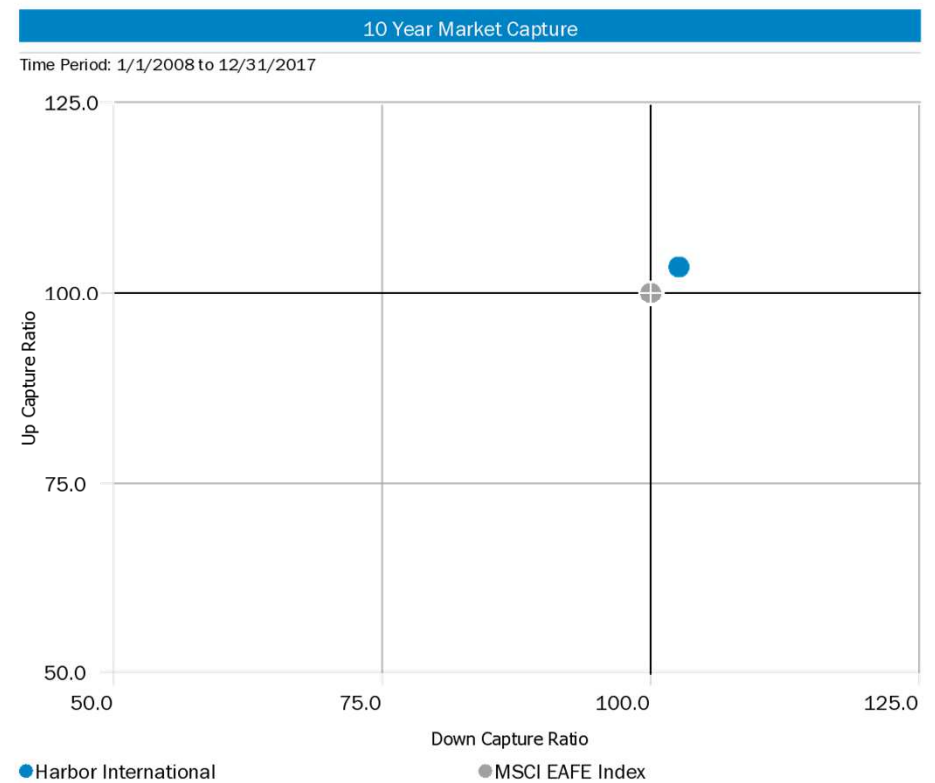 10 Year Market Capture
Time Period: 1/1/2008 to 12/31/2017
125.0
100.0
Up Capture Ratio
75.0
50.0
50.0 75.0 100.0 125.0
Down Capture Ratio
Harbor International MSCI EAFE Index